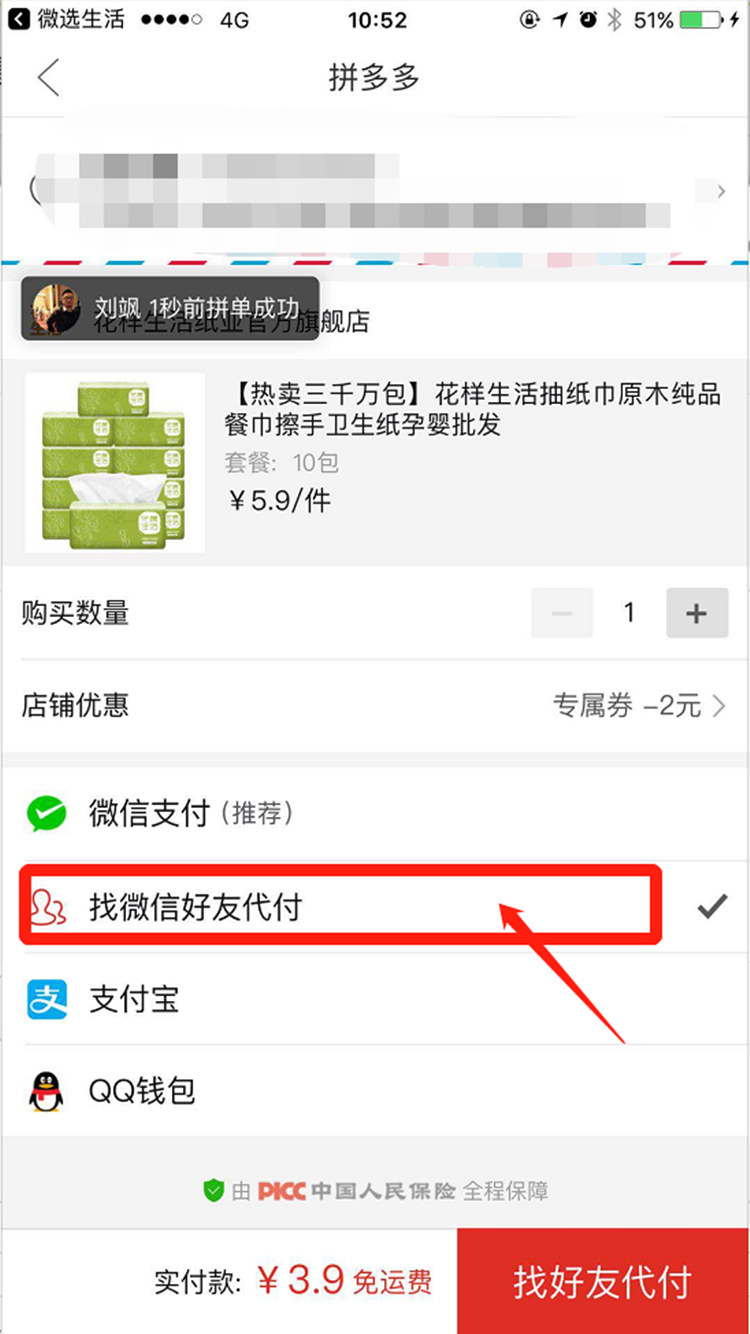 微选生活 4G 10:52 51%
拼多多
刘飒 1秒前拼单成功
花样生活纸业官方旗舰店
【热卖三千万包】花样生活抽纸巾原木纯品
餐巾擦手卫生纸孕婴批发
套餐: 10包
￥5.9/件
购买数量 1
店铺优惠 专属券 -2元
微信支付 (推荐)
找微信好友代付
支 支付宝
QQ钱包
由 PICC 中国人民保险 全程保障
实付款: ￥3.9 免运费 找好友代付